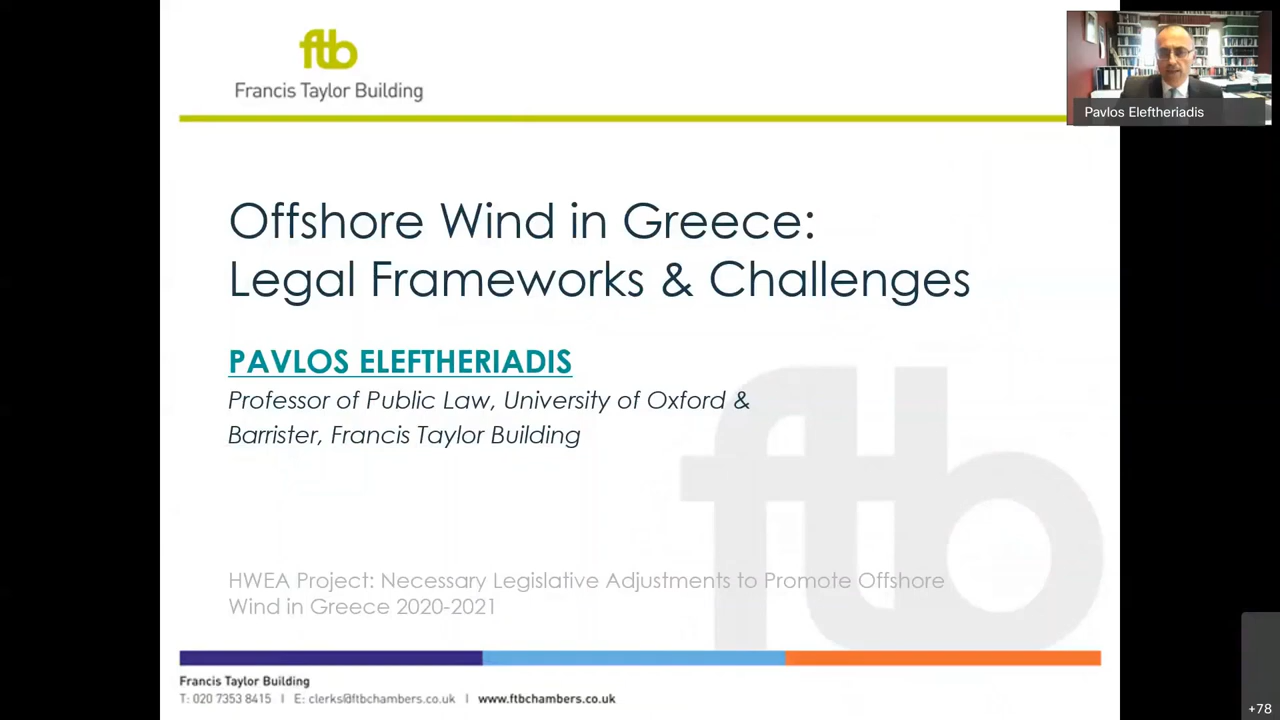 ftb
Francis Taylor Building
Pavlos Eleftheriadis
Offshore Wind in Greece:
Legal Frameworks & Challenges
PAVLOS ELEFTHERIADIS
Professor of Public Law, University of Oxford &
Barrister, Francis Taylor Building
ftb
HWEA Project: Necessary Legislative Adjustments to Promote Offshore
Wind in Greece 2020-2021
Francis Taylor Building
T: 020 7353 8415 I E: clerks@ftbchambers.co.uk I www.ftbchambers.co.uk
+78